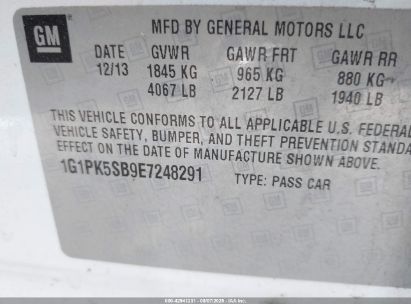 GM
MFD BY GENERAL MOTORS LLC
DATE GVWR GAWR FRT GAWR RR
12/13 1845 KG 965 KG 880 KG
4067 LB 2127 LB 1940 LB
THIS VEHICLE CONFORMS TO ALL APPLICABLE U.S. FEDERAL
VEHICLE SAFETY, BUMPER, AND THEFT PREVENTION STANDA
EFFECT ON THE DATE OF MANUFACTURE SHOWN ABOVE.
1G1PK5SB9E7248291 TYPE: PASS CAR